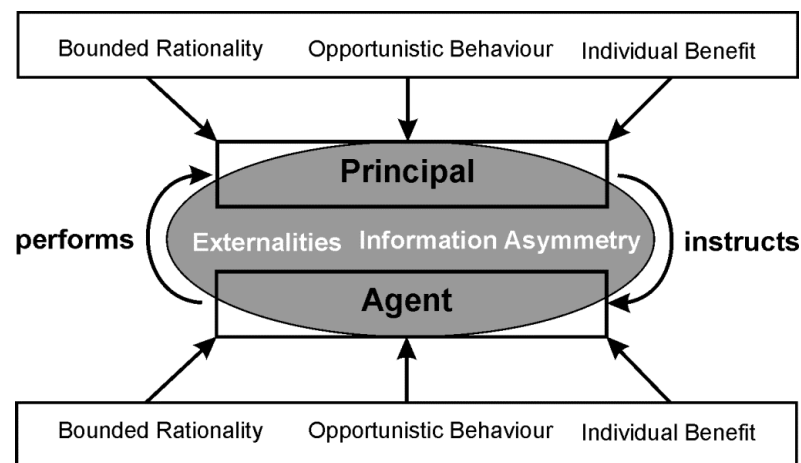 Bounded Rationality Opportunistic Behaviour Individual Benefit
Principal
performs Externalities Information Asymmetry instructs
Agent
Bounded Rationality Opportunistic Behaviour Individual Benefit